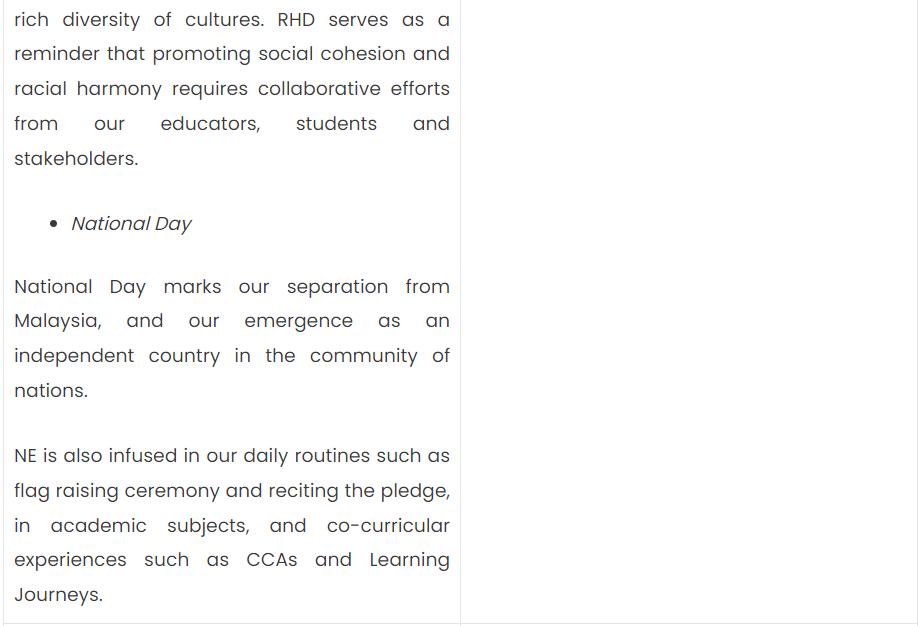 rich diversity of cultures. RHD serves as a
reminder that promoting social cohesion and
racial harmony requires collaborative efforts
from our educators, students and
stakeholders.
• National Day
National Day marks our separation from
Malaysia, and our emergence as an
independent country in the community of
nations.
NE is also infused in our daily routines such as
flag raising ceremony and reciting the pledge,
in academic subjects, and co-curricular
experiences such as CCAs and Learning
Journeys.